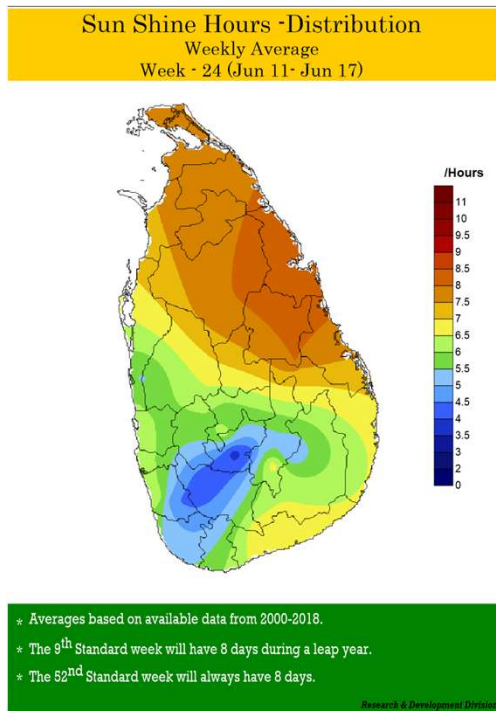 Sun Shine Hours -Distribution
Weekly Average
Week - 24 (Jun 11- Jun 17)
/Hours
11
10
9.5
9
8.5
8
7.5
7
6.5
6
5.5
5
4.5
4
3.5
3
2
0
* Averages based on available data from 2000-2018.
* The 9th Standard week will have 8 days during a leap year.
* The 52nd Standard week will always have 8 days.
Research & Development Division